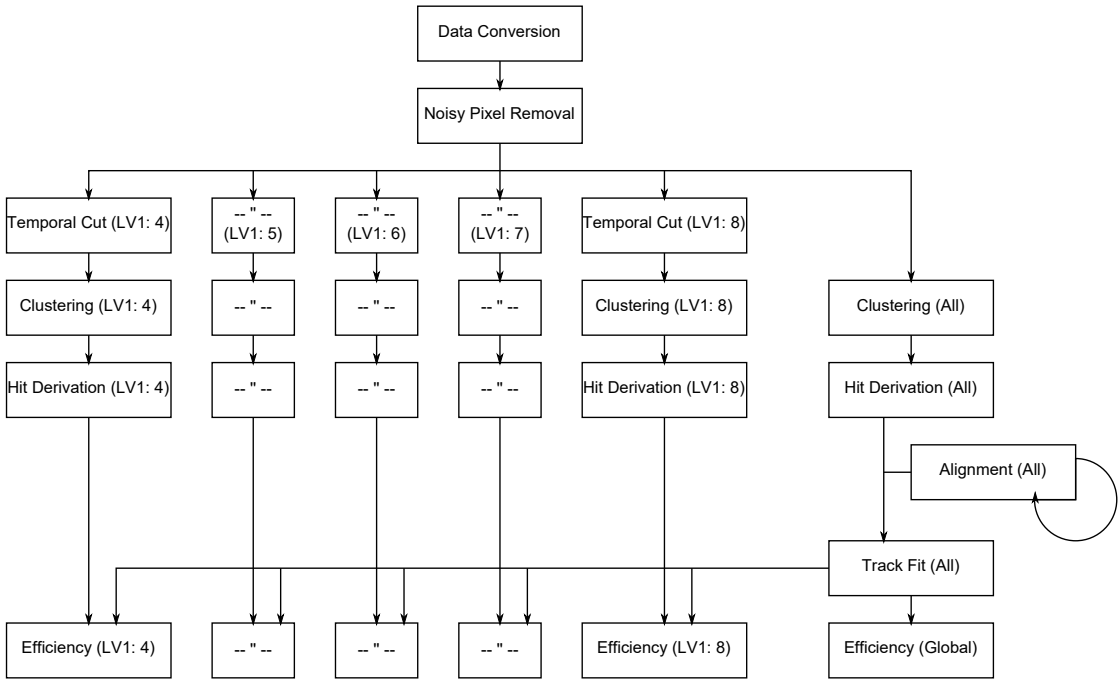 Data Conversion
Noisy Pixel Removal
Temporal Cut (LV1: 4)
-- " --
(LV1: 5)
-- " --
(LV1: 6)
-- " --
(LV1: 7)
Temporal Cut (LV1: 8)
Clustering (LV1: 4)
-- " --
-- " --
-- " --
Clustering (LV1: 8)
Clustering (All)
Hit Derivation (LV1: 4)
-- " --
-- " --
-- " --
Hit Derivation (LV1: 8)
Hit Derivation (All)
Alignment (All)
Track Fit (All)
Efficiency (LV1: 4)
-- " --
-- " --
-- " --
Efficiency (LV1: 8)
Efficiency (Global)